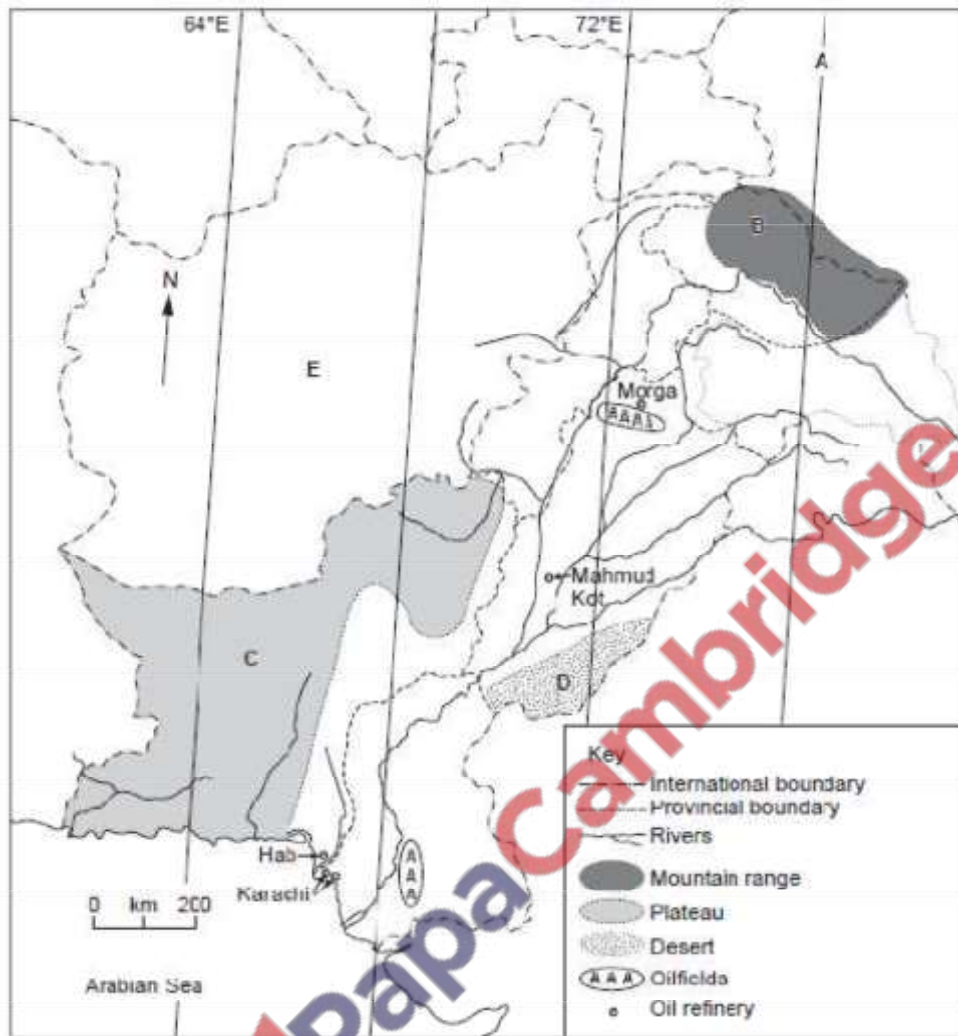 64°E
72°E
A
B
N
E
Morga
A A A A
Mahmud
Kot
C
D
Hab
Karachi
A
A
A
0 km 200
Arabian Sea
Key
International boundary
Provincial boundary
Rivers
Mountain range
Plateau
Desert
A A A Oilfields
Oil refinery
PapaCambridge